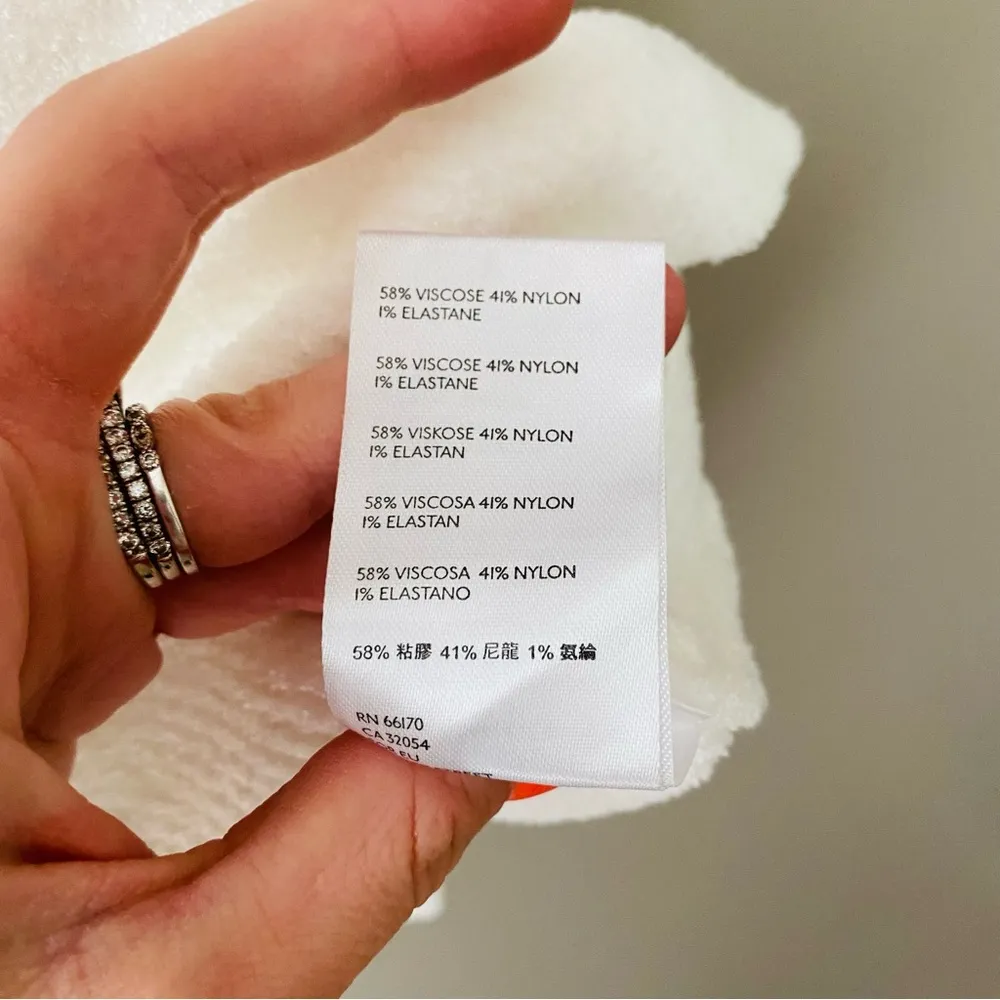 58% VISCOSE 41% NYLON
1% ELASTANE
58% VISCOSE 41% NYLON
1% ELASTANE
58% VISKOSE 41% NYLON
1% ELASTAN
58% VISCOSA 41% NYLON
1% ELASTAN
58% VISCOSA 41% NYLON
1% ELASTANO
58% 粘膠 41% 尼龍 1% 氨綸
RN 66170
CA 32054
EU